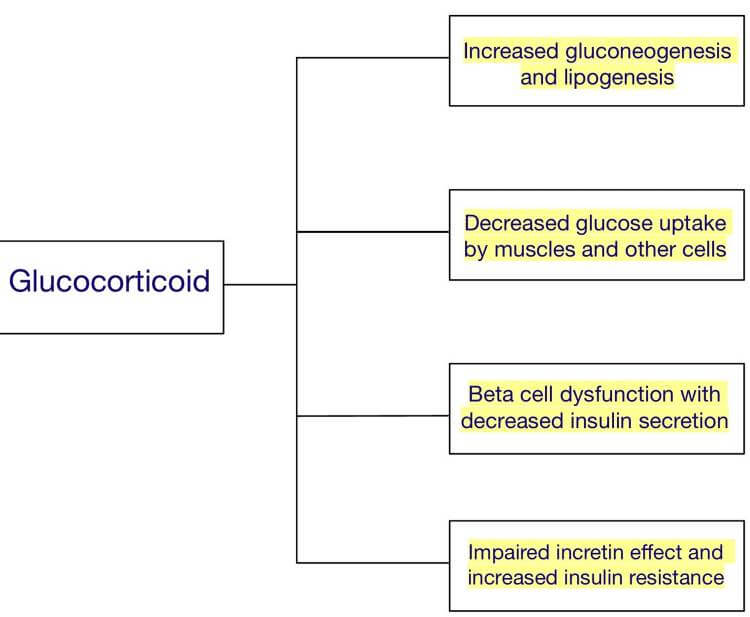 Increased gluconeogenesis
and lipogenesis
Decreased glucose uptake
by muscles and other cells
Glucocorticoid
Beta cell dysfunction with
decreased insulin secretion
Impaired incretin effect and
increased insulin resistance